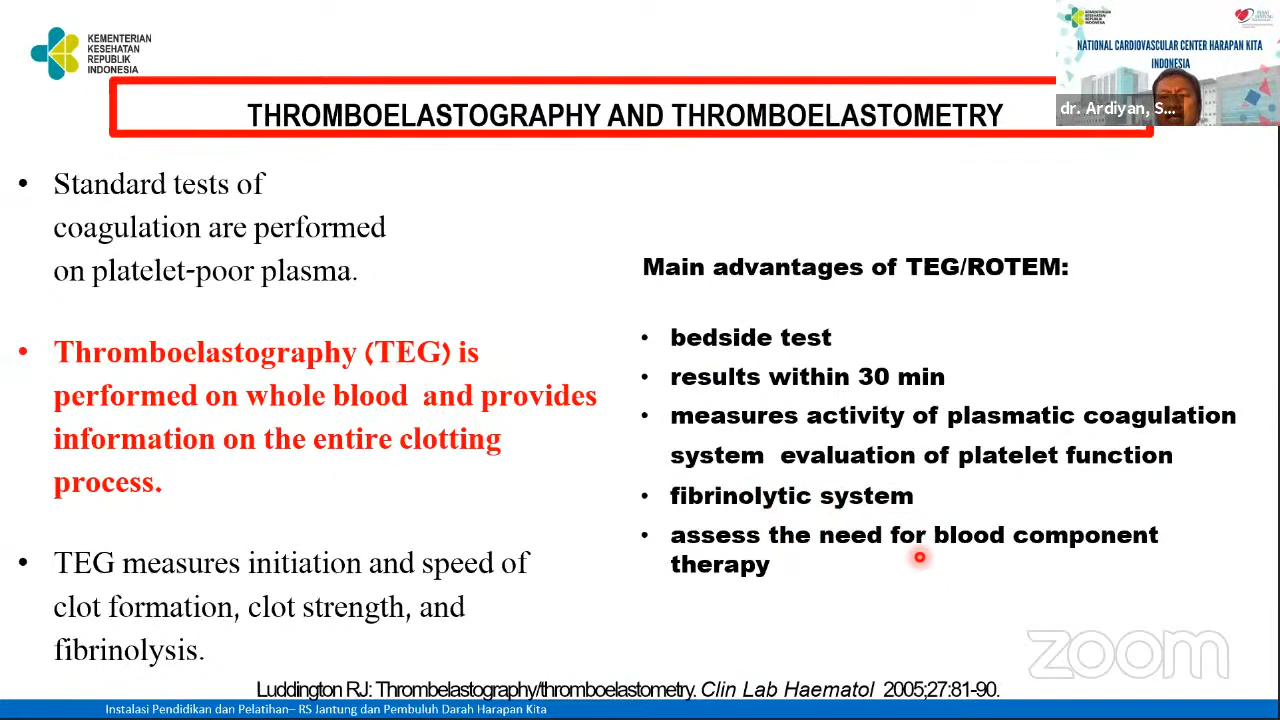 KEMENTERIAN
KESEHATAN
REPUBLIK
INDONESIA
NATIONAL CARDIOVASCULAR CENTER HARAPAN KITA
INDONESIA
dr. Ardiyan, S...
THROMBOELASTOGRAPHY AND THROMBOELASTOMETRY
• Standard tests of
coagulation are performed
on platelet-poor plasma.
• Thromboelastography (TEG) is
performed on whole blood and provides
information on the entire clotting
process.
• TEG measures initiation and speed of
clot formation, clot strength, and
fibrinolysis.
Main advantages of TEG/ROTEM:
• bedside test
• results within 30 min
• measures activity of plasmatic coagulation
system evaluation of platelet function
• fibrinolytic system
• assess the need for blood component
therapy
zoom
Luddington RJ: Thrombelastography/thromboelastometry. Clin Lab Haematol 2005;27:81-90.
Instalasi Pendidikan dan Pelatihan– RS Jantung dan Pembuluh Darah Harapan Kita